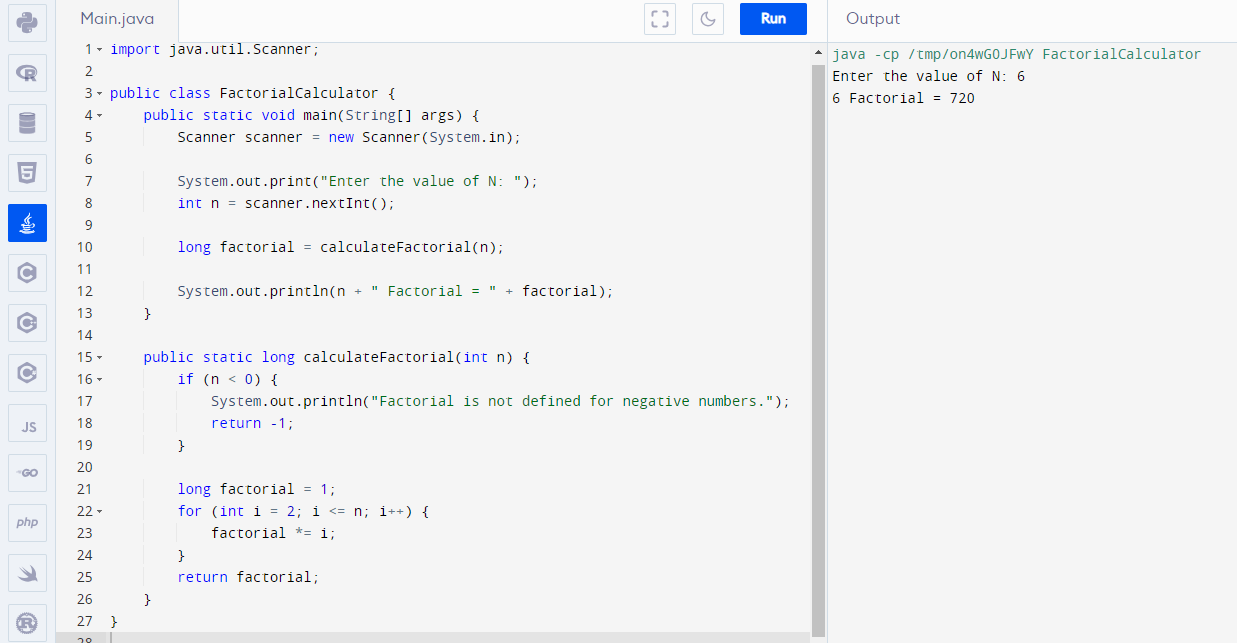 Main.java
Run
Output
1 import java.util.Scanner;
2
3 public class FactorialCalculator {
4     public static void main(String[] args) {
5         Scanner scanner = new Scanner(System.in);
6
7         System.out.print("Enter the value of N: ");
8         int n = scanner.nextInt();
9
10         long factorial = calculateFactorial(n);
11
12         System.out.println(n + " Factorial = " + factorial);
13     }
14
15     public static long calculateFactorial(int n) {
16         if (n < 0) {
17             System.out.println("Factorial is not defined for negative numbers.");
18             return -1;
19         }
20
21         long factorial = 1;
22         for (int i = 2; i <= n; i++) {
23             factorial *= i;
24         }
25         return factorial;
26     }
27 }
28
java -cp /tmp/on4wGOJFwY FactorialCalculator
Enter the value of N: 6
6 Factorial = 720
R
5
C
C
C
JS
GO
php
R